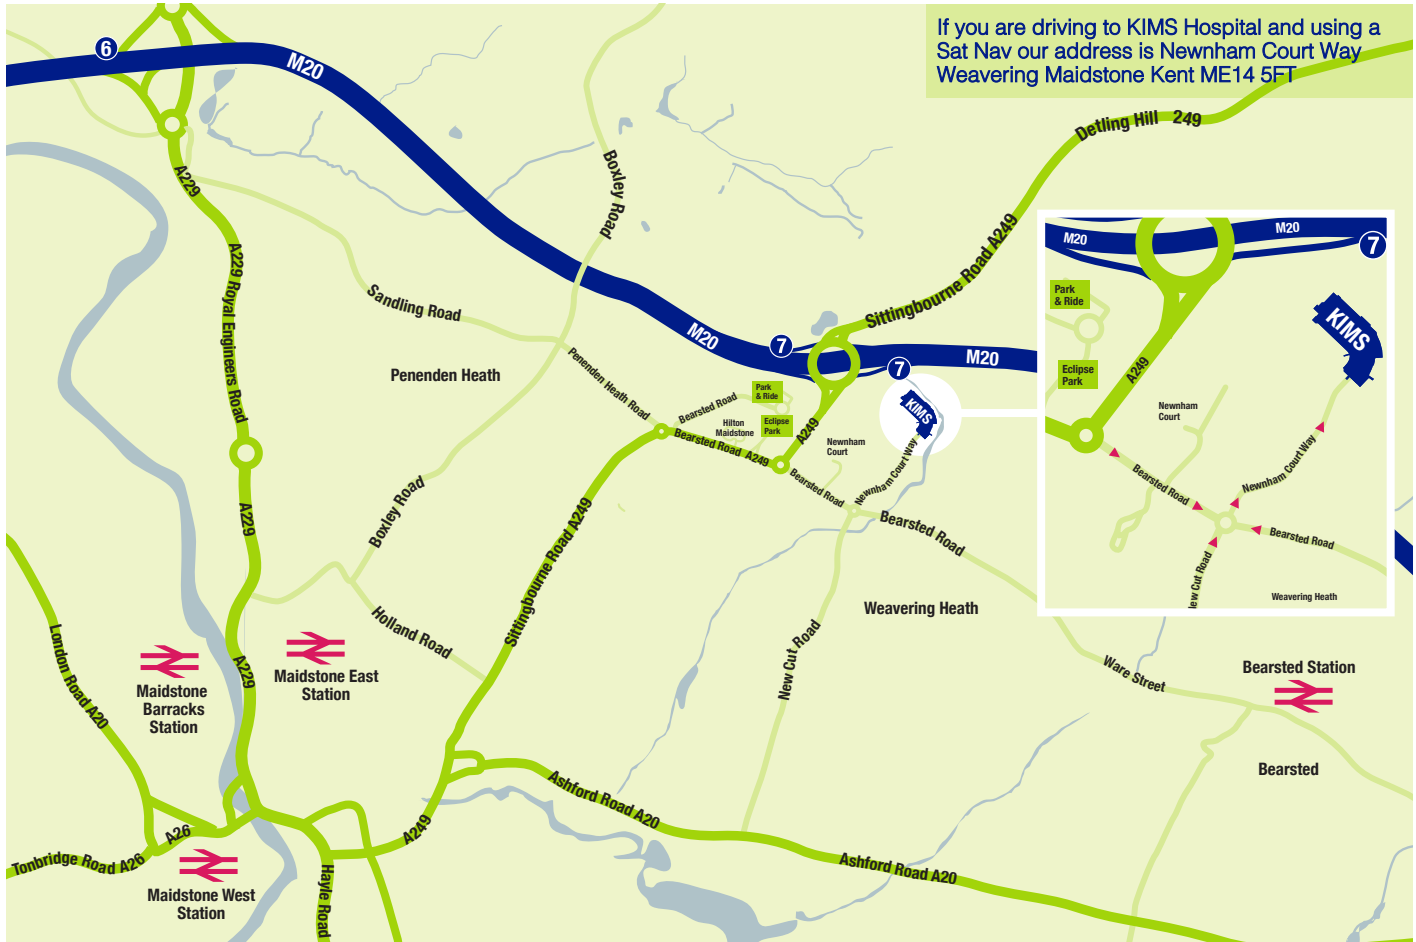 If you are driving to KIMS Hospital and using a
Sat Nav our address is Newnham Court Way
Weavering Maidstone Kent ME14 5FT
6
M20
Detling Hill 249
A229
Boxley Road
Sittingbourne Road A249
A229 Royal Engineers Road
Sandling Road
M20
7
7
M20
Penenden Heath
Penenden Heath Road
Bearsted Road
Park
& Ride
Hilton
Maidstone
Eclipse
Park
Bearsted Road A249
A249
KIMS
Newnham
Court
Bearsted Road
Newnham Court Way
Bearsted Road
M20
M20
7
Park
& Ride
KIMS
Eclipse
Park
A249
Newnham
Court
Bearsted Road
Newnham Court Way
Bearsted Road
lew Cut Road
Weavering Heath
A229
Boxley Road
Sittingbourne Road A249
Weavering Heath
Holland Road
New Cut Road
London Road A20
A229
Maidstone
Barracks
Station
Maidstone East
Station
Ware Street
Bearsted Station
Bearsted
Ashford Road A20
A249
A26
Tonbridge Road A26
Maidstone West
Station
Hayle Road
Ashford Road A20